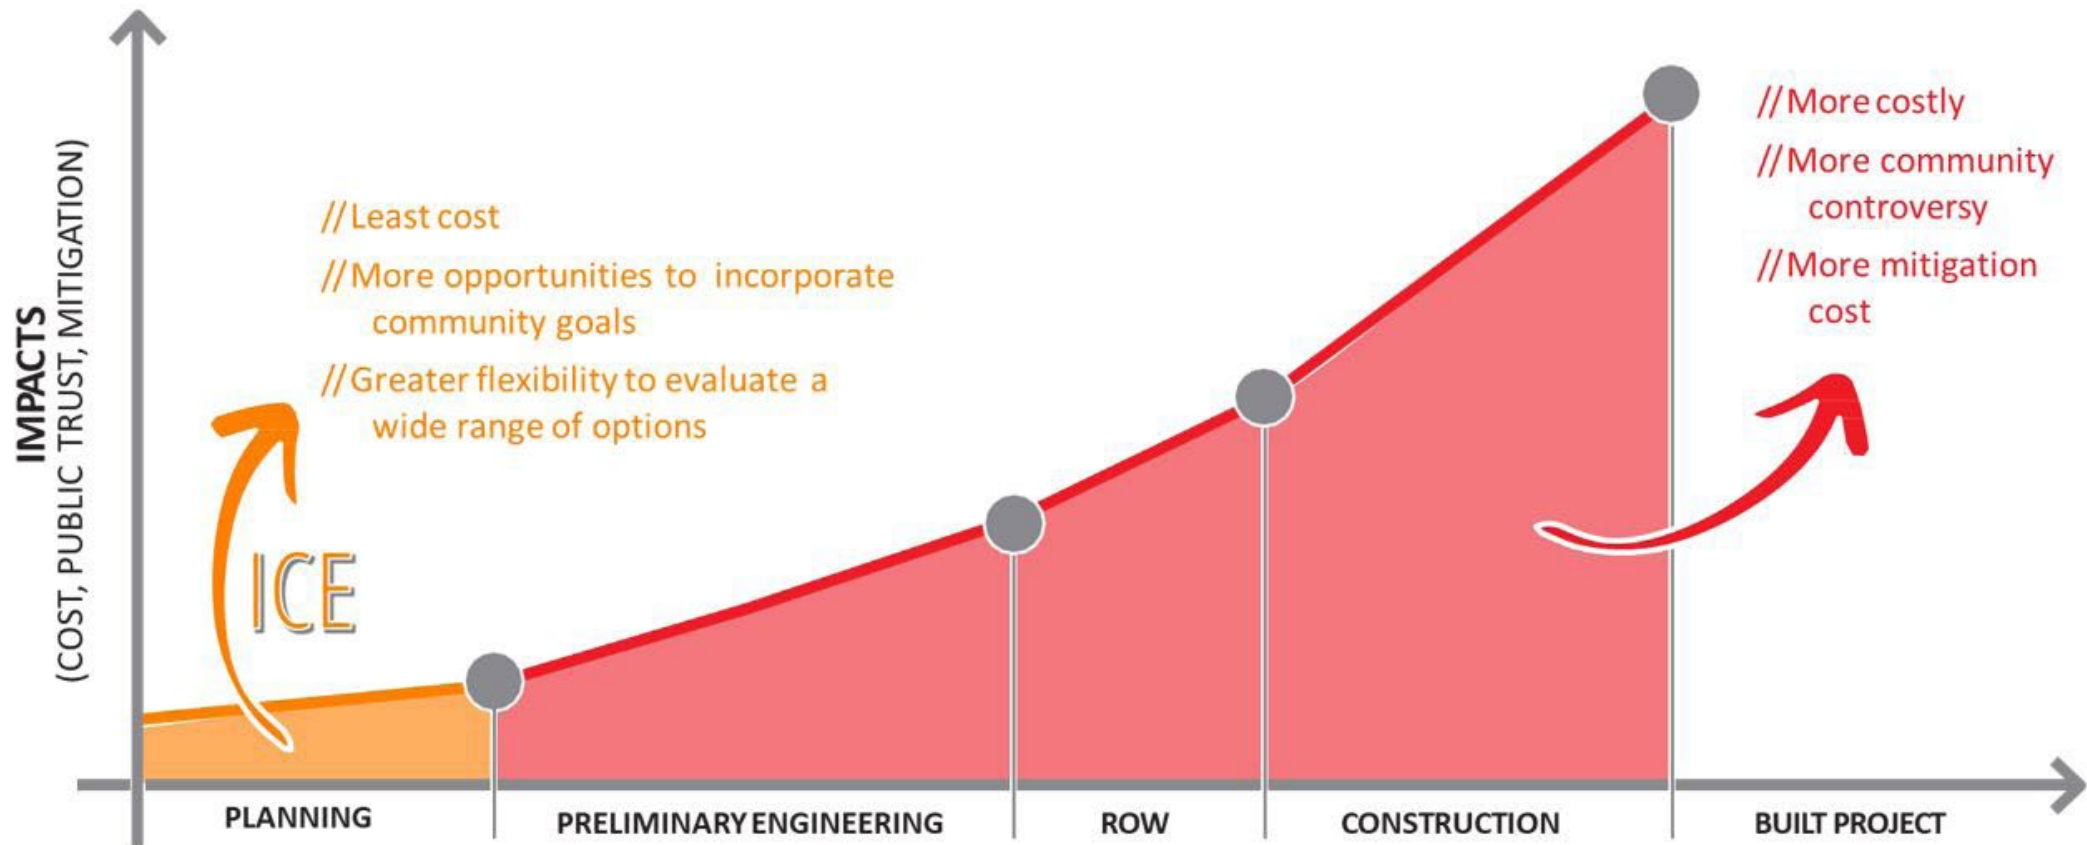 IMPACTS
(COST, PUBLIC TRUST, MITIGATION)
//Least cost
//More opportunities to incorporate
community goals
//Greater flexibility to evaluate a
wide range of options
ICE
//More costly
//More community
controversy
//More mitigation
cost
PLANNING
PRELIMINARY ENGINEERING
ROW
CONSTRUCTION
BUILT PROJECT